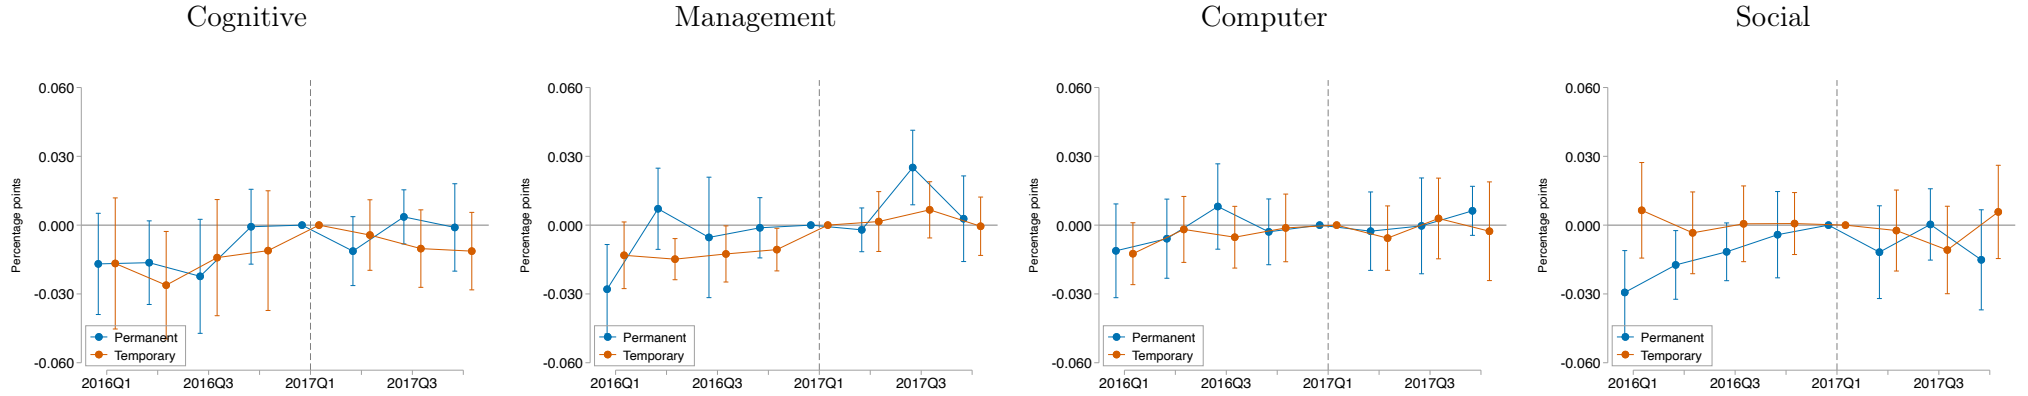 Cognitive
Percentage points
0.060
0.030
0.000
-0.030
-0.060
Permanent
Temporary
2016Q1 2016Q3 2017Q1 2017Q3
Management
Percentage points
0.060
0.030
0.000
-0.030
-0.060
Permanent
Temporary
2016Q1 2016Q3 2017Q1 2017Q3
Computer
Percentage points
0.060
0.030
0.000
-0.030
-0.060
Permanent
Temporary
2016Q1 2016Q3 2017Q1 2017Q3
Social
Percentage points
0.060
0.030
0.000
-0.030
-0.060
Permanent
Temporary
2016Q1 2016Q3 2017Q1 2017Q3